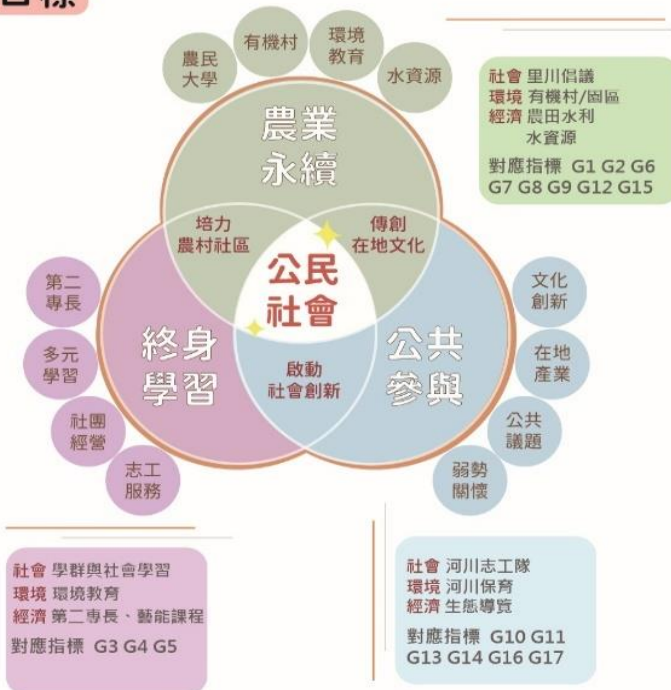 目標
農民
大學
有機村
環境
教育
水資源
農業
永續
社會 里川倡議
環境 有機村/園區
經濟 農田水利
水資源
對應指標 G1 G2 G6
G7 G8 G9 G12 G15
培力
農村社區
傳創
在地文化
公民
社會
終身
學習
公共
參與
啟動
社會創新
第二
專長
多元
學習
社團
經營
志工
服務
文化
創新
在地
產業
公共
議題
弱勢
關懷
社會 學群與社會學習
環境 環境教育
經濟 第二專長、藝能課程
對應指標 G3 G4 G5
社會 河川志工隊
環境 河川保育
經濟 生態導覽
對應指標 G10 G11
G13 G14 G16 G17